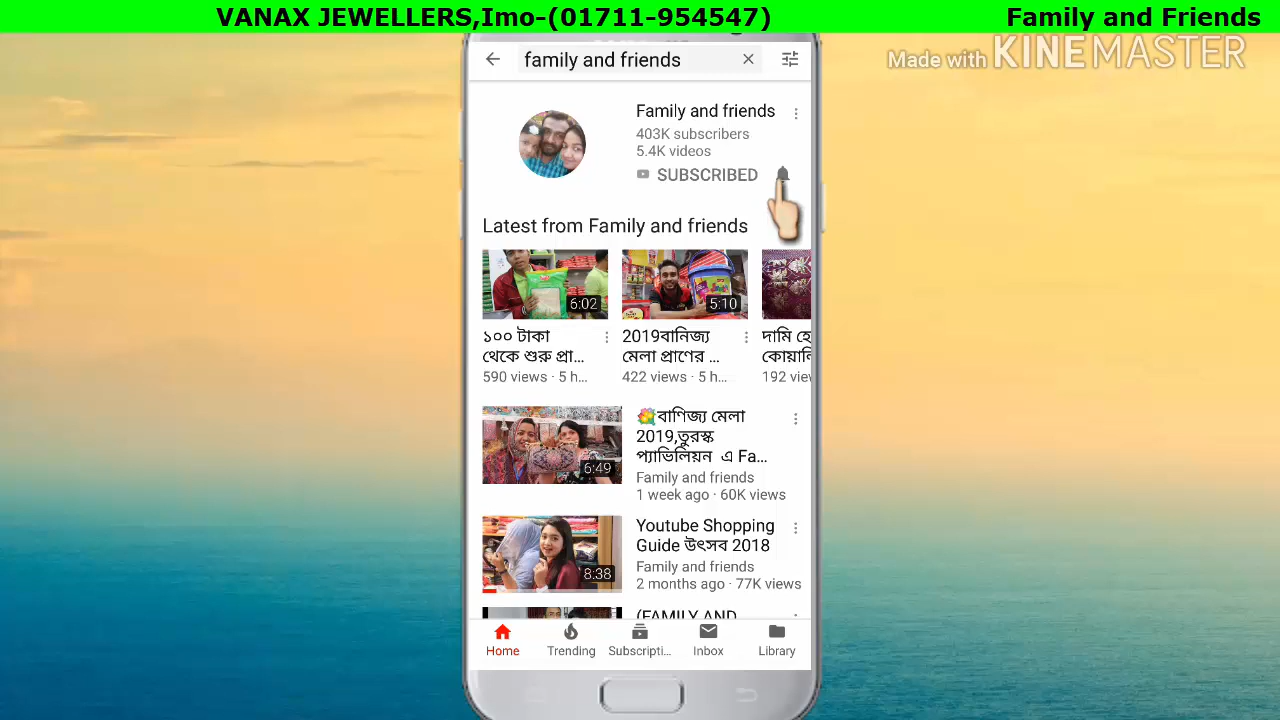 VANAX JEWELLERS,Imo-(01711-954547)
Family and Friends
Made with KINEMASTER
family and friends
Family and friends
403K subscribers
5.4K videos
SUBSCRIBED
Latest from Family and friends
6:02
5:10
১০০ টাকা
থেকে শুরু প্রা...
590 views · 5 h...
2019বানিজ্য
মেলা প্রাণের ...
422 views · 5 h...
দামি হে
কোয়ালি
192 view
6:49
বাণিজ্য মেলা
2019,তুরস্ক
প্যাভিলিয়ন এ Fa...
Family and friends
1 week ago · 60K views
8:38
Youtube Shopping
Guide উৎসব 2018
Family and friends
2 months ago · 77K views
(FAMILY AND
Home
Trending
Subscripti...
Inbox
Library